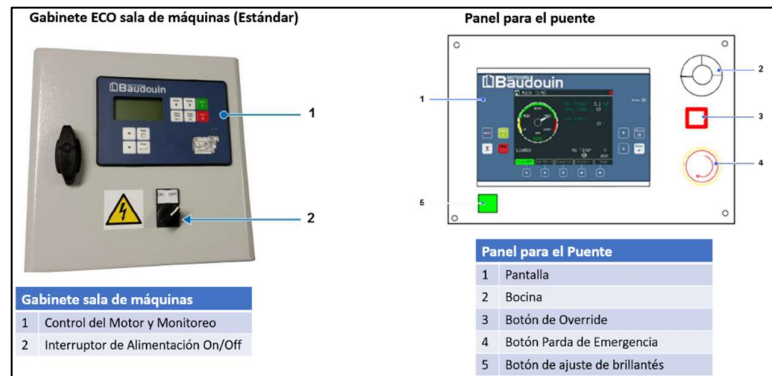 Gabinete ECO sala de máquinas (Estándar)
Panel para el puente
Baudouin
1
ON OFF
2
Baudouin
1
2
3
4
5
Gabinete sala de máquinas
1 Control del Motor y Monitoreo
2 Interruptor de Alimentación On/Off
Panel para el Puente
1 Pantalla
2 Bocina
3 Botón de Override
4 Botón Parda de Emergencia
5 Botón de ajuste de brillantés